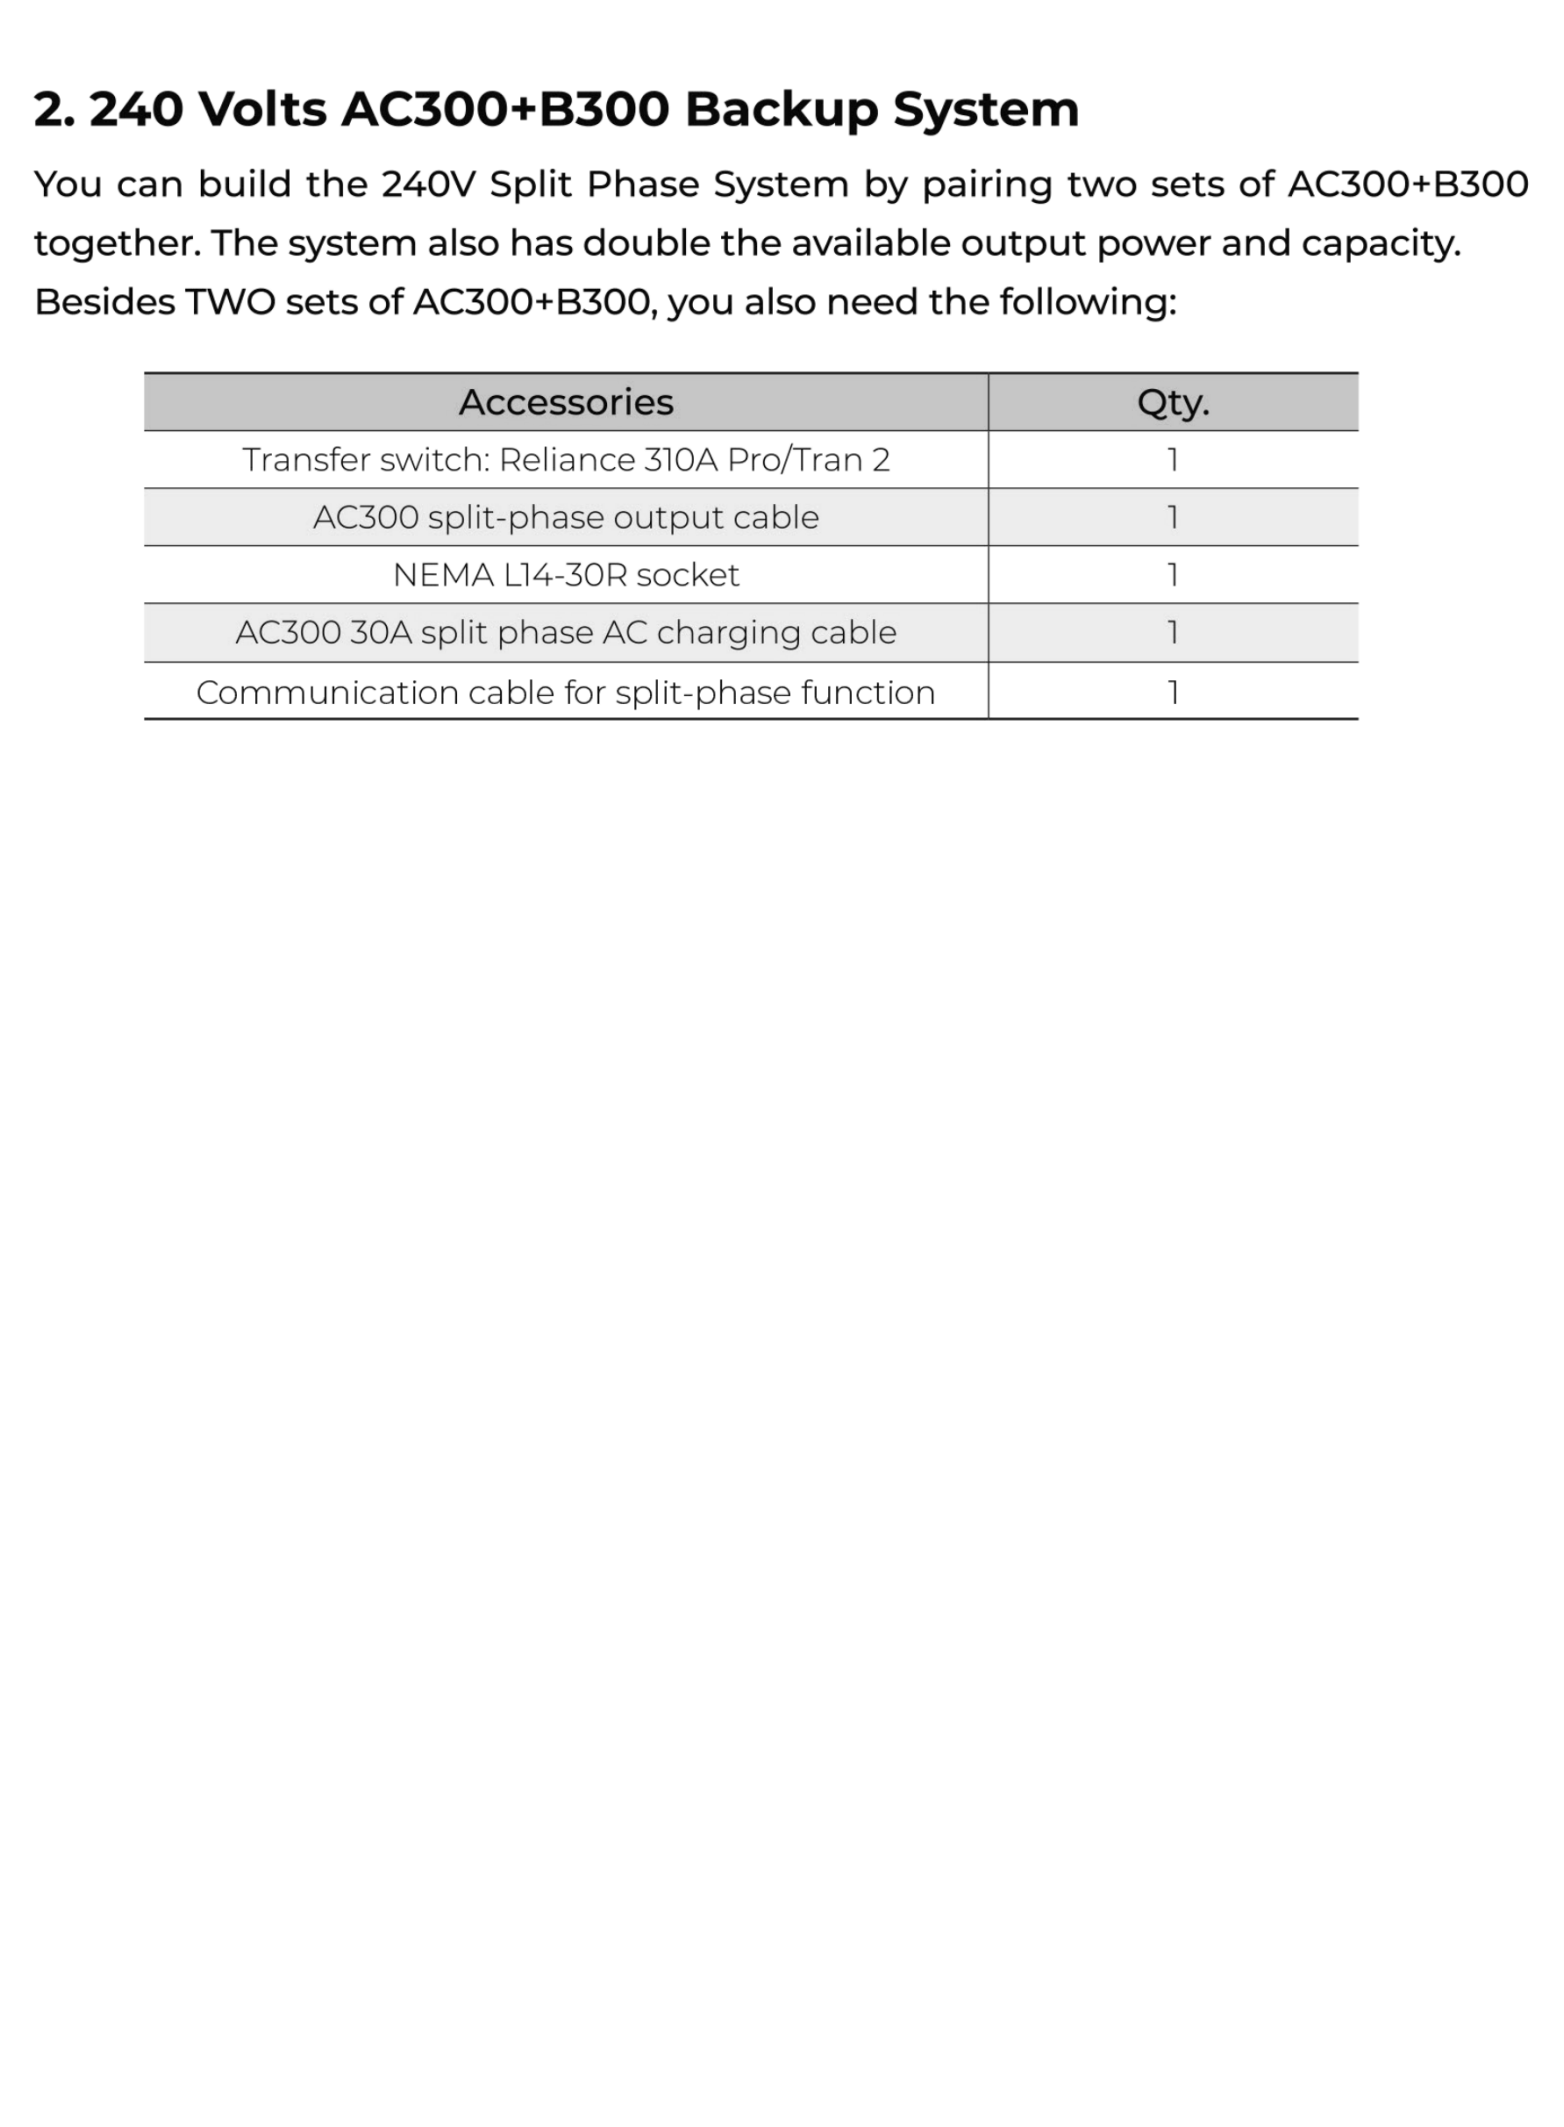 2. 240 Volts AC300+B300 Backup System
You can build the 240V Split Phase System by pairing two sets of AC300+B300
together. The system also has double the available output power and capacity.
Besides TWO sets of AC300+B300, you also need the following:
Accessories Qty.
Transfer switch: Reliance 310A Pro/Tran 2 1
AC300 split-phase output cable 1
NEMA L14-30R socket 1
AC300 30A split phase AC charging cable 1
Communication cable for split-phase function 1